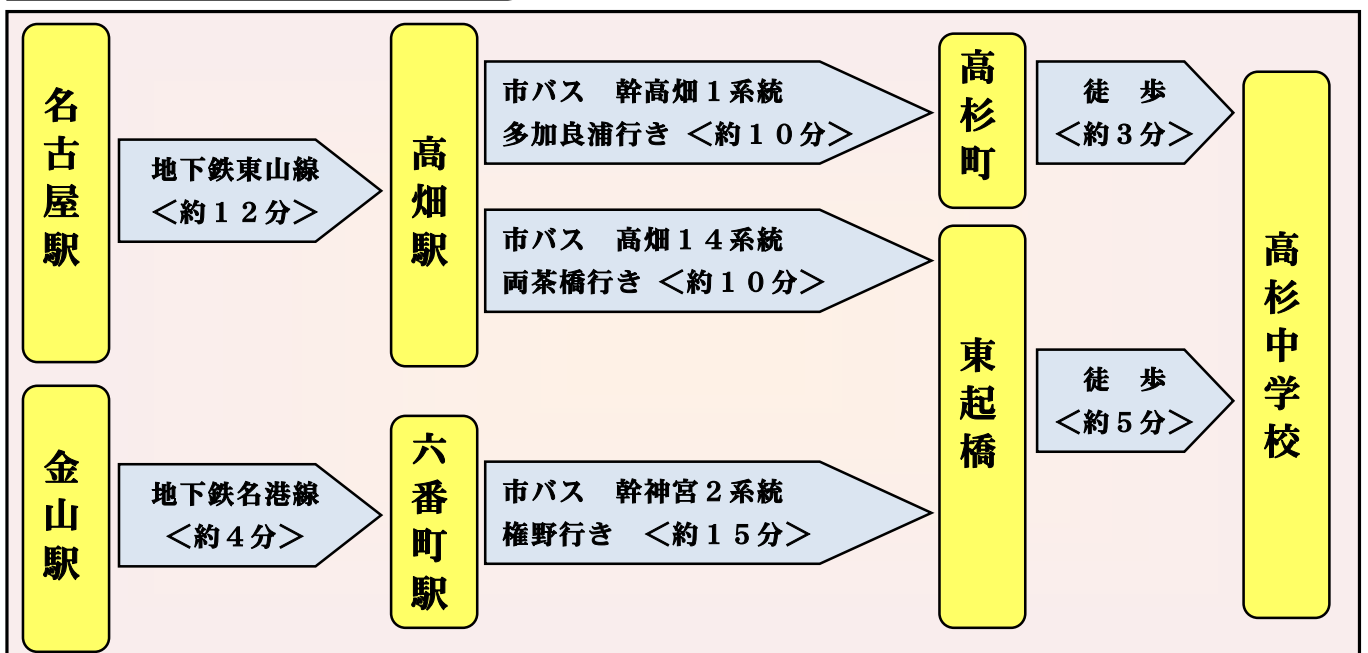 名古屋駅
地下鉄東山線
＜約１２分＞
高畑駅
市バス　幹高畑１系統
多加良浦行き ＜約１０分＞
高杉町
徒　歩
＜約３分＞
市バス　高畑１４系統
両茶橋行き ＜約１０分＞
東起橋
徒　歩
＜約５分＞
高杉中学校
金山駅
地下鉄名港線
＜約４分＞
六番町駅
市バス　幹神宮２系統
権野行き　＜約１５分＞